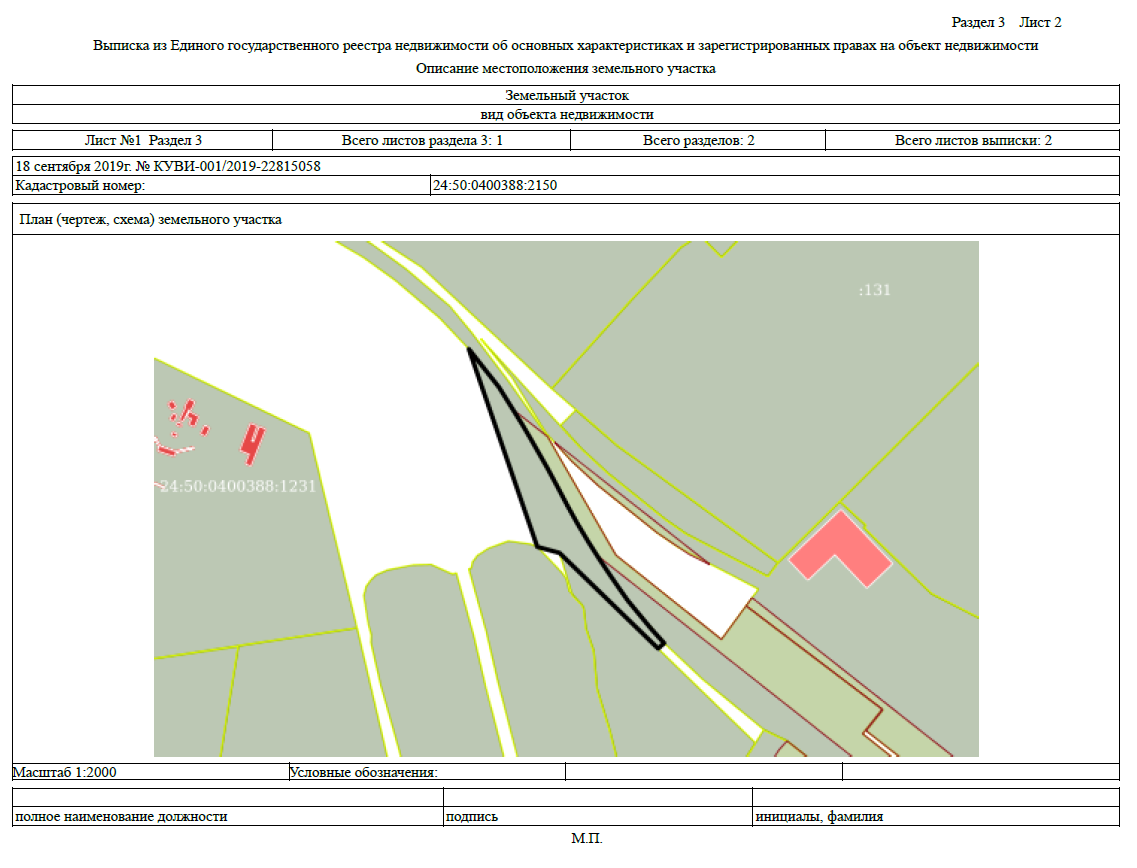 Раздел 3 Лист 2
Выписка из Единого государственного реестра недвижимости об основных характеристиках и зарегистрированных правах на объект недвижимости
Описание местоположения земельного участка
Земельный участок
вид объекта недвижимости
Лист №1 Раздел 3 Всего листов раздела 3: 1 Всего разделов: 2 Всего листов выписки: 2
18 сентября 2019г. № КУВИ-001/2019-22815058
Кадастровый номер: 24:50:0400388:2150
План (чертеж, схема) земельного участка
:131
24:50:0400388:1231
Масштаб 1:2000 Условные обозначения:
полное наименование должности подпись инициалы, фамилия
М.П.